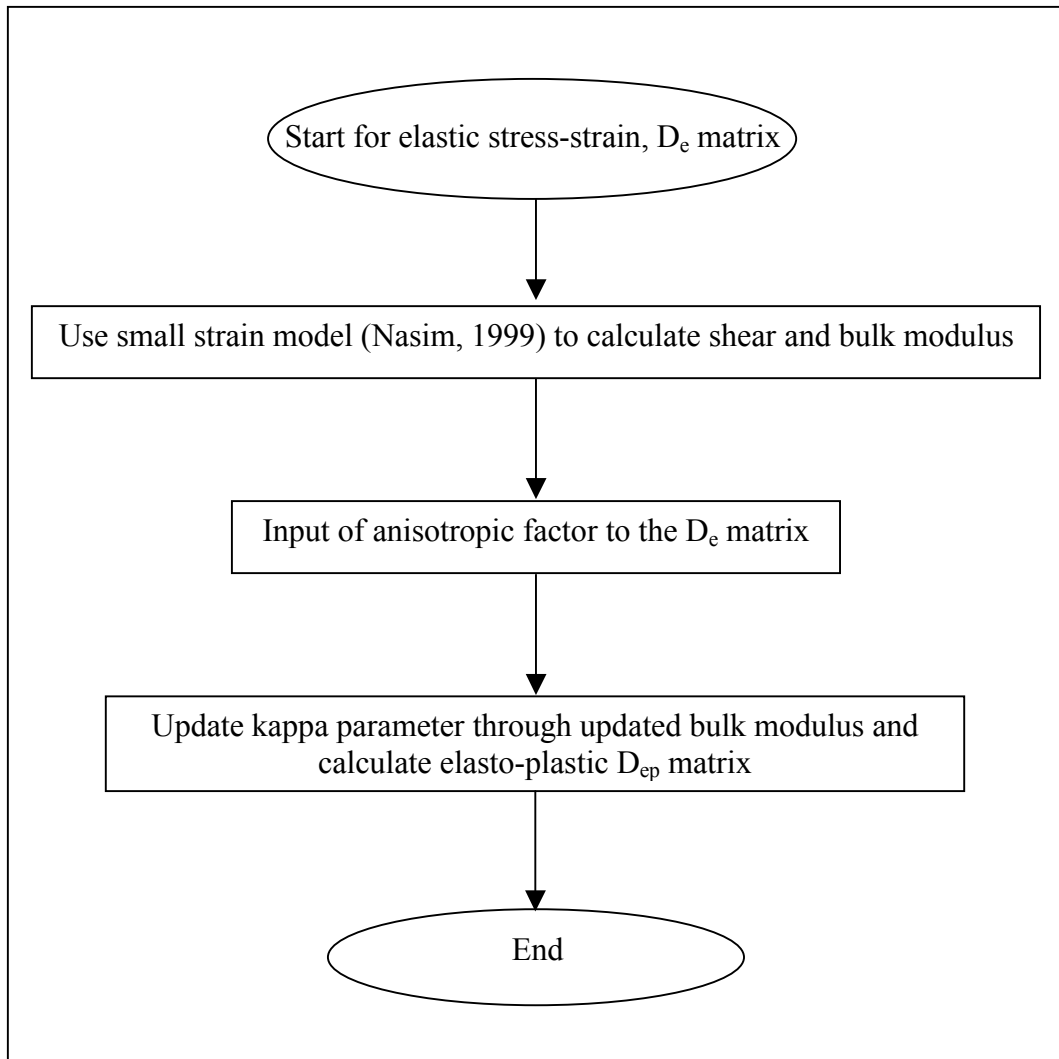 Start for elastic stress-strain, Dₑ matrix
Use small strain model (Nasim, 1999) to calculate shear and bulk modulus
Input of anisotropic factor to the Dₑ matrix
Update kappa parameter through updated bulk modulus and
calculate elasto-plastic Dₑₚ matrix
End